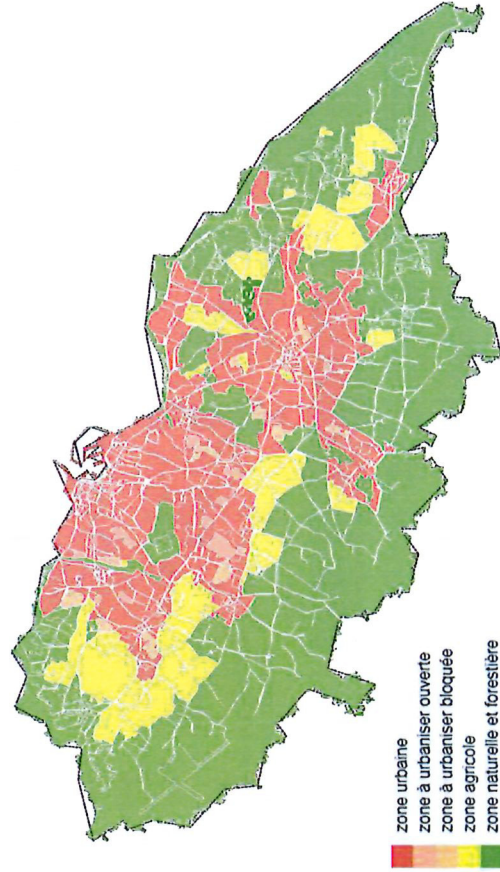 zone urbaine
zone à urbaniser ouverte
zone à urbaniser bloquée
zone agricole
zone naturelle et forestière